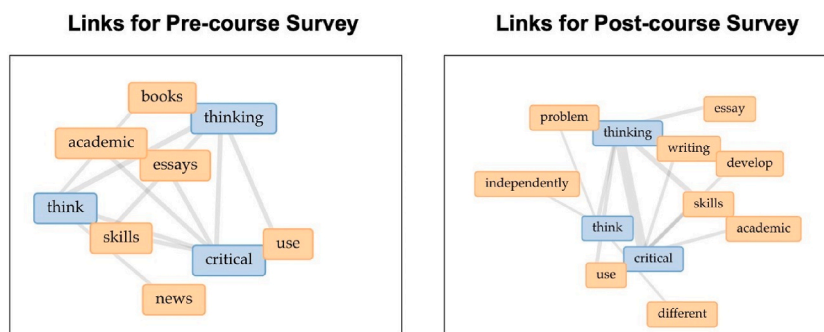 Links for Pre-course Survey
books
thinking
academic
essays
think
skills
critical
use
news
Links for Post-course Survey
essay
problem
thinking
writing
develop
independently
skills
think
academic
critical
use
different